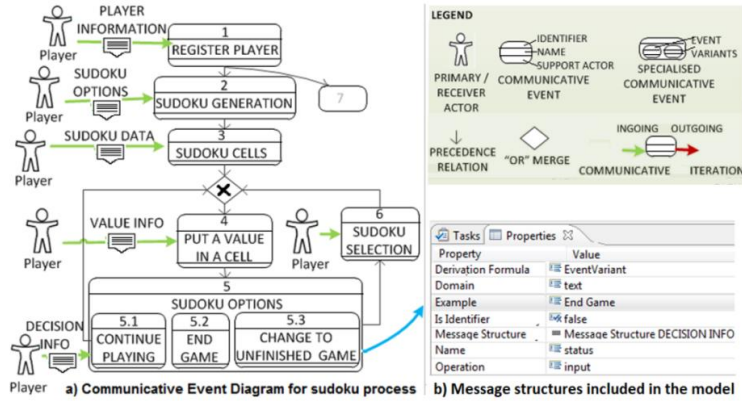 PLAYER
INFORMATION
Player
1
REGISTER PLAYER
SUDOKU
OPTIONS
Player
2
SUDOKU GENERATION
7
SUDOKU DATA
Player
3
SUDOKU CELLS
VALUE INFO
Player
4
PUT A VALUE
IN A CELL
Player
6
SUDOKU
SELECTION
5
SUDOKU OPTIONS
DECISION
INFO
Player
5.1
CONTINUE
PLAYING
5.2
END
GAME
5.3
CHANGE TO
UNFINISHED GAME
a) Communicative Event Diagram for sudoku process
LEGEND
PRIMARY /
RECEIVER
ACTOR
IDENTIFIER
NAME
SUPPORT ACTOR
COMMUNICATIVE
EVENT
EVENT
VARIANTS
SPECIALISED
COMMUNICATIVE
EVENT
PRECEDENCE
RELATION
"OR" MERGE
INGOING OUTGOING
COMMUNICATIVE ITERACTION
Tasks Properties
Property Value
Derivation Formula EventVariant
Domain text
Example End Game
Is Identifier false
Message Structure Message Structure DECISION INFO
Name status
Operation input
b) Message structures included in the model